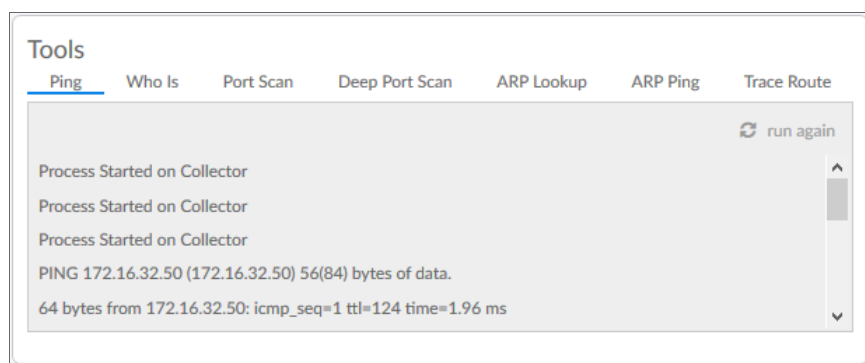 Tools
Ping Who Is Port Scan Deep Port Scan ARP Lookup ARP Ping Trace Route
run again
Process Started on Collector
Process Started on Collector
Process Started on Collector
PING 172.16.32.50 (172.16.32.50) 56(84) bytes of data.
64 bytes from 172.16.32.50: icmp_seq=1 ttl=124 time=1.96 ms